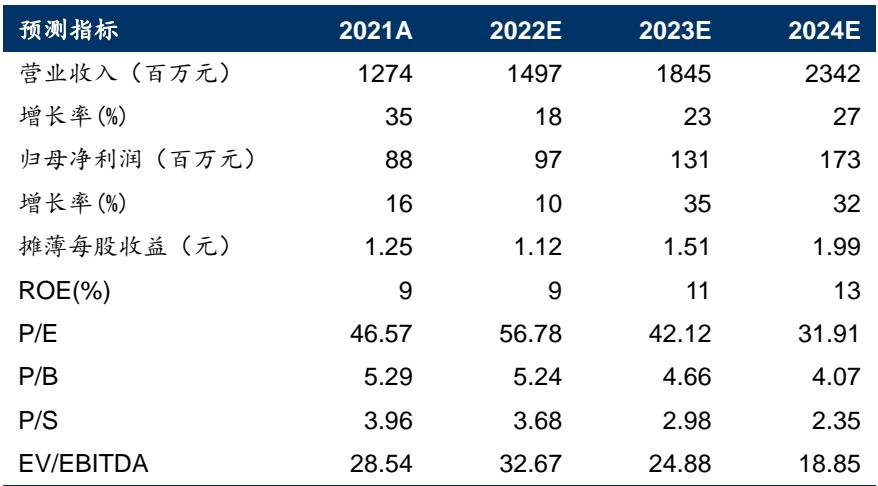 预测指标 2021A 2022E 2023E 2024E
营业收入（百万元） 1274 1497 1845 2342
增长率(%) 35 18 23 27
归母净利润（百万元） 88 97 131 173
增长率(%) 16 10 35 32
摊薄每股收益（元） 1.25 1.12 1.51 1.99
ROE(%) 9 9 11 13
P/E 46.57 56.78 42.12 31.91
P/B 5.29 5.24 4.66 4.07
P/S 3.96 3.68 2.98 2.35
EV/EBITDA 28.54 32.67 24.88 18.85